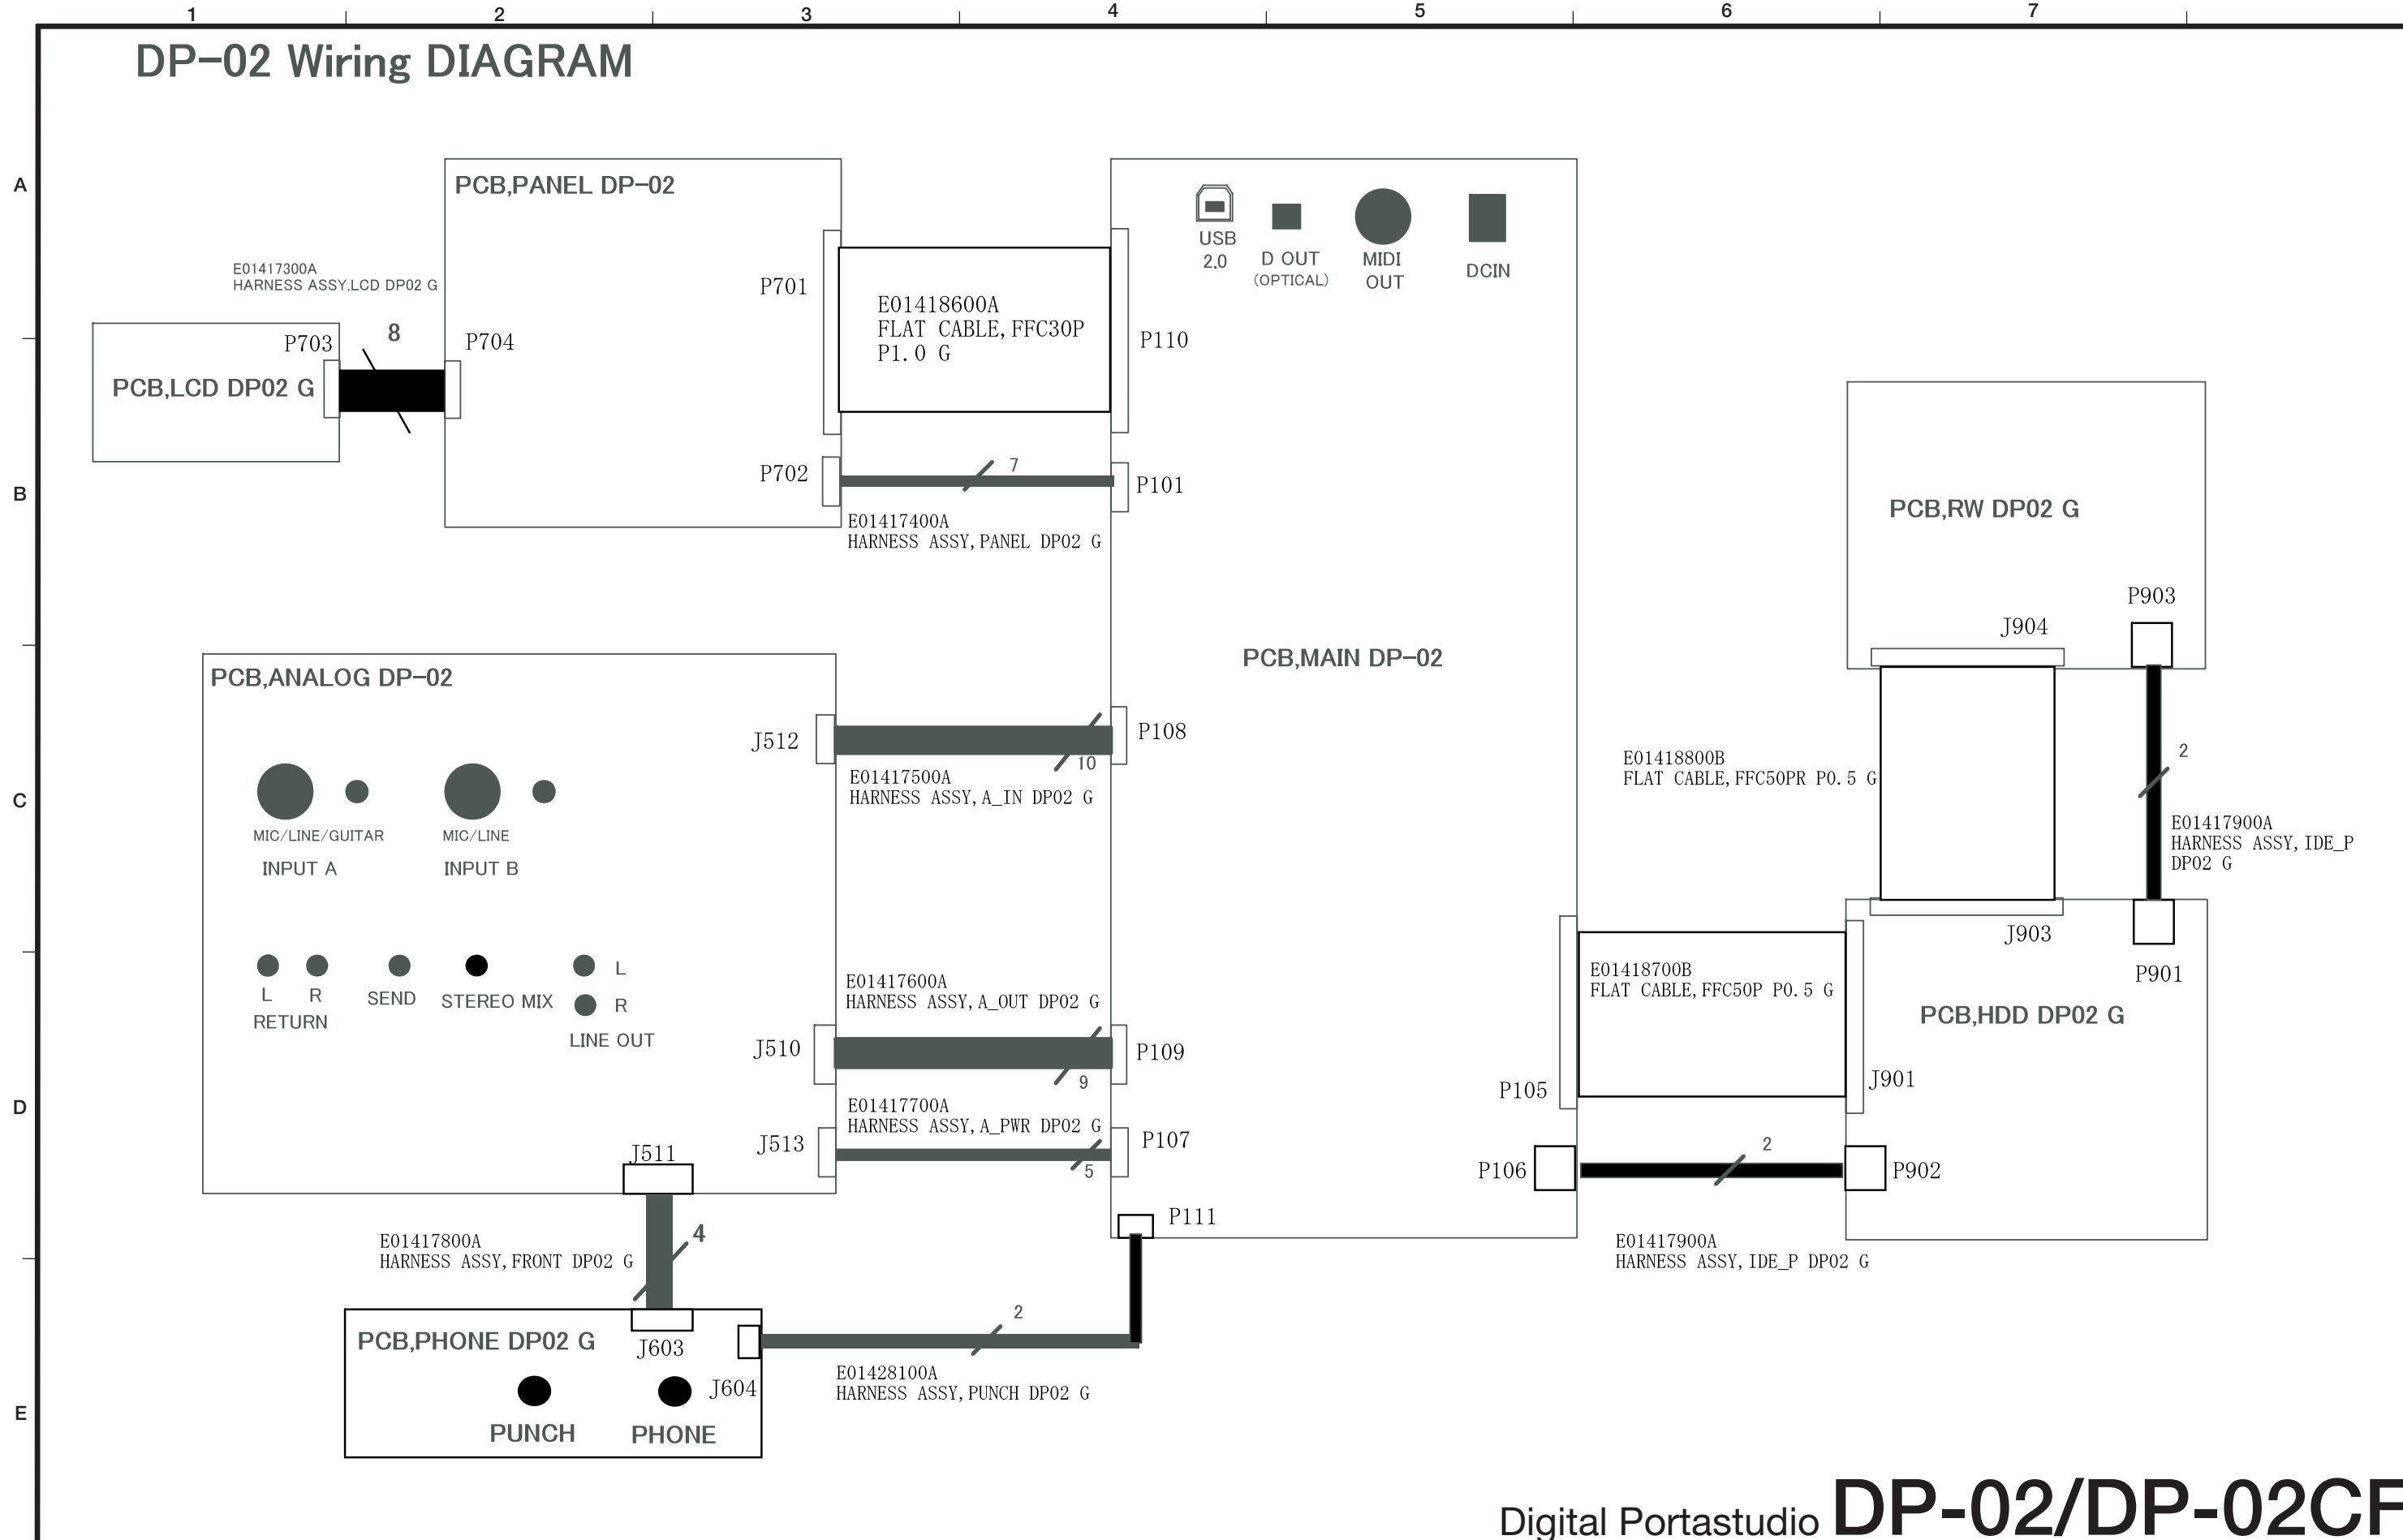 1 2 3 4 5 6 7
DP-02 Wiring DIAGRAM
A
B
C
D
E
PCB,PANEL DP-02
E01417300A
HARNESS ASSY,LCD DP02 G
8
P703
P704
PCB,LCD DP02 G
P701
E01418600A
FLAT CABLE,FFC30P
P1.0 G
P110
P702
7
P101
E01417400A
HARNESS ASSY,PANEL DP02 G
USB
2.0
D OUT
(OPTICAL)
MIDI
OUT
DCIN
PCB,MAIN DP-02
PCB,RW DP02 G
P903
J904
PCB,ANALOG DP-02
J512
P108
10
E01417500A
HARNESS ASSY,A_IN DP02 G
MIC/LINE/GUITAR
INPUT A
MIC/LINE
INPUT B
L R
RETURN
SEND
STEREO MIX
L
R
LINE OUT
E01417600A
HARNESS ASSY,A_OUT DP02 G
J510
P109
9
E01417700A
HARNESS ASSY,A_PWR DP02 G
J513
P107
5
J511
P111
E01418800B
FLAT CABLE,FFC50PR P0.5 G
2
E01417900A
HARNESS ASSY,IDE_P
DP02 G
J903
P901
E01418700B
FLAT CABLE,FFC50P P0.5 G
PCB,HDD DP02 G
P105
J901
P106
2
P902
E01417900A
HARNESS ASSY,IDE_P DP02 G
4
E01417800A
HARNESS ASSY,FRONT DP02 G
PCB,PHONE DP02 G
J603
J604
PUNCH
PHONE
2
E01428100A
HARNESS ASSY,PUNCH DP02 G
Digital Portastudio DP-02/DP-02CF